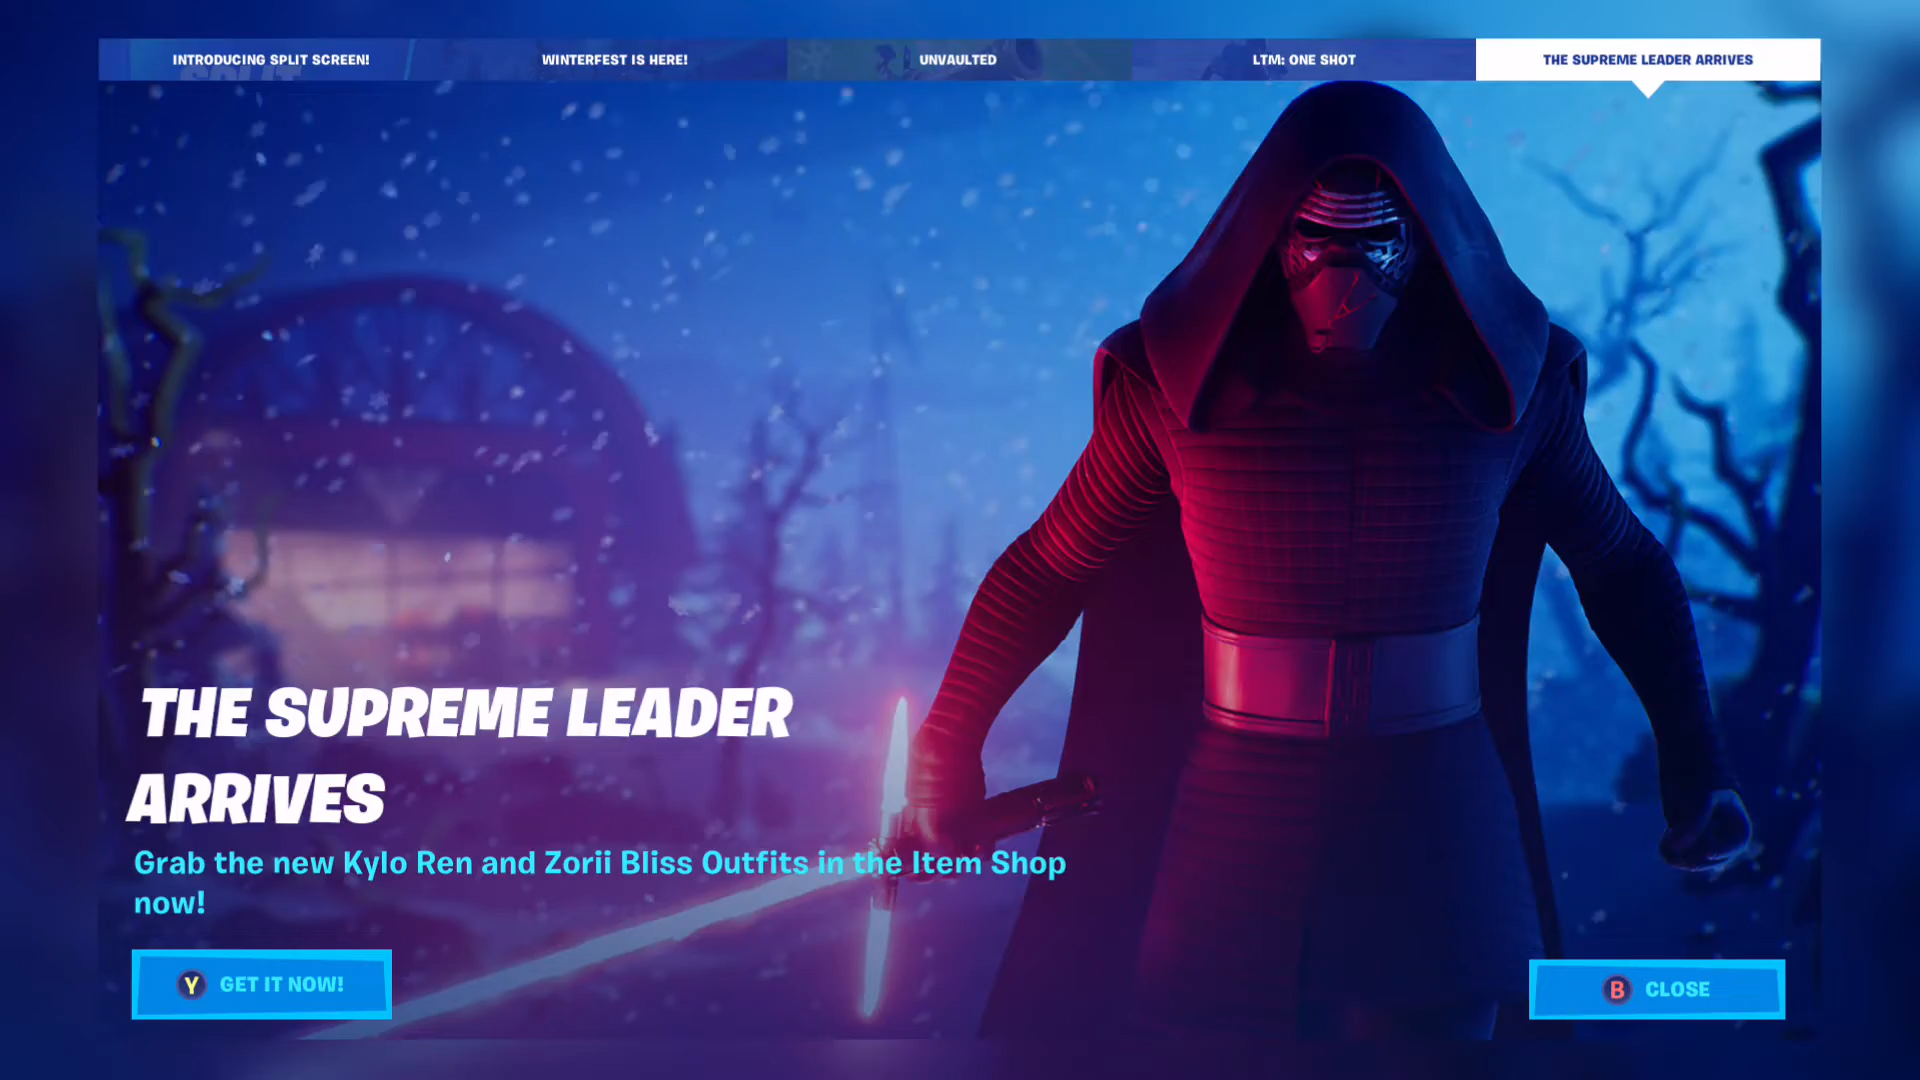 INTRODUCING SPLIT SCREEN!
WINTERFEST IS HERE!
UNVAULTED
LTM: ONE SHOT
THE SUPREME LEADER ARRIVES
SPLIT
THE SUPREME LEADER
ARRIVES
Grab the new Kylo Ren and Zorii Bliss Outfits in the Item Shop
now!
Y GET IT NOW!
B CLOSE